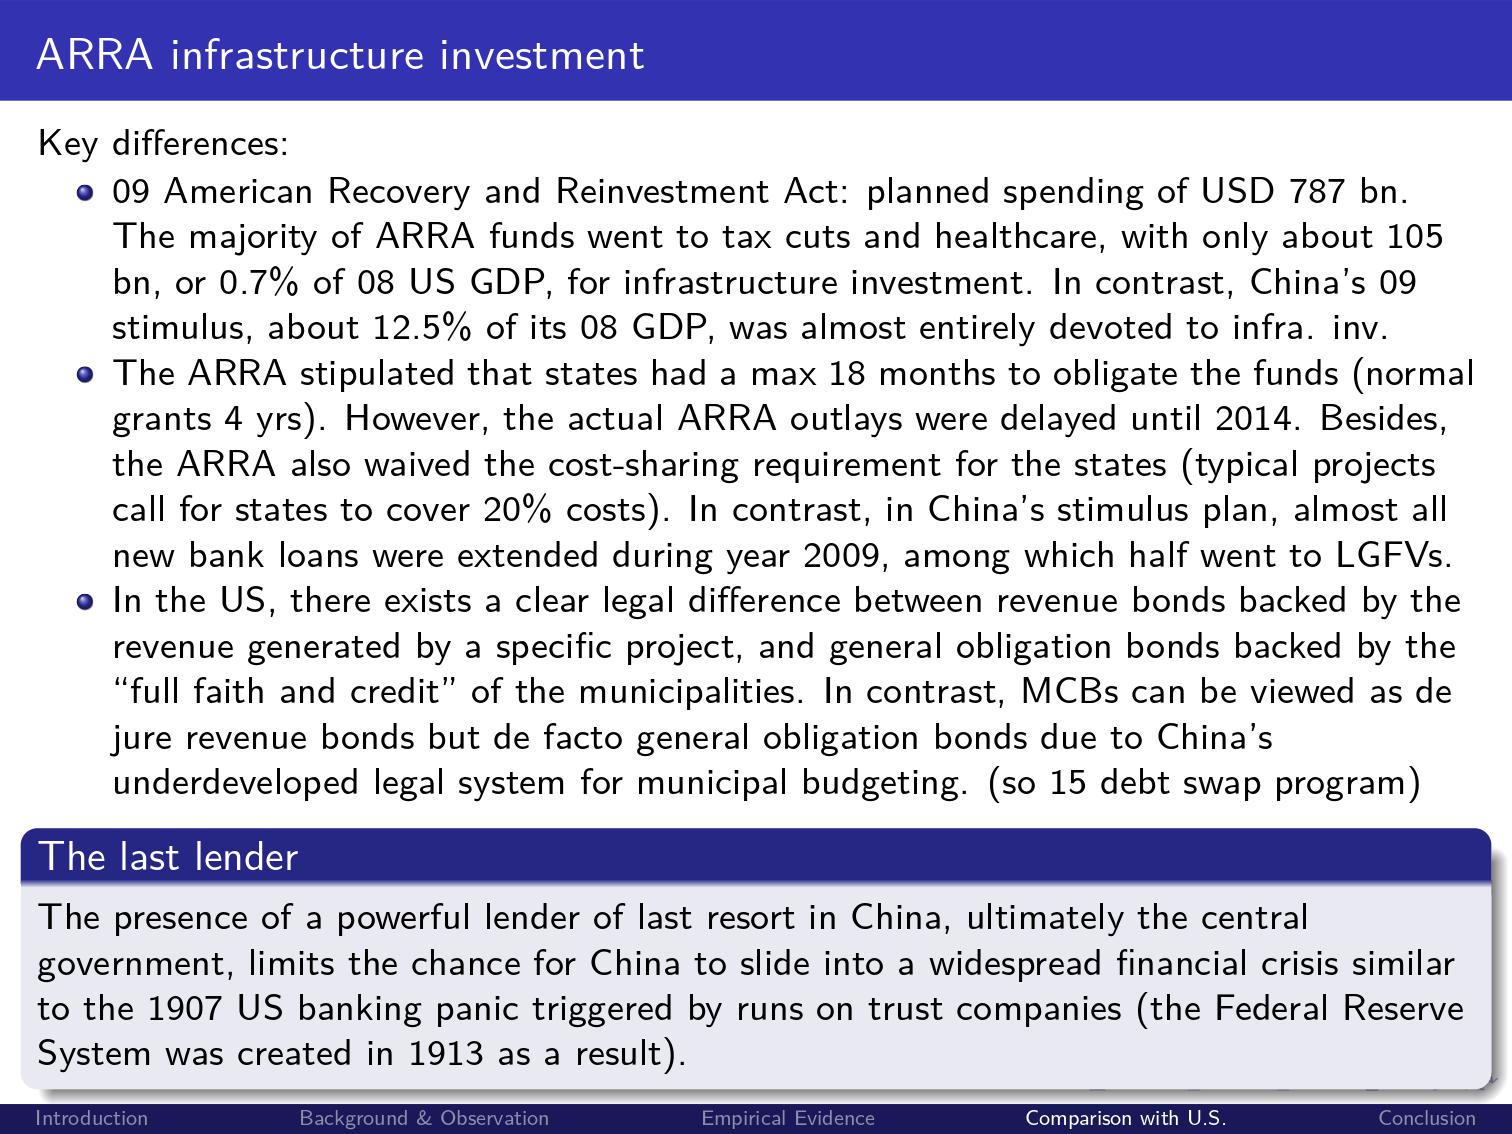 ARRA infrastructure investment
Key differences:
09 American Recovery and Reinvestment Act: planned spending of USD 787 bn.
The majority of ARRA funds went to tax cuts and healthcare, with only about 105
bn, or 0.7% of 08 US GDP, for infrastructure investment. In contrast, China's 09
stimulus, about 12.5% of its 08 GDP, was almost entirely devoted to infra. inv.
The ARRA stipulated that states had a max 18 months to obligate the funds (normal
grants 4 yrs). However, the actual ARRA outlays were delayed until 2014. Besides,
the ARRA also waived the cost-sharing requirement for the states (typical projects
call for states to cover 20% costs). In contrast, in China's stimulus plan, almost all
new bank loans were extended during year 2009, among which half went to LGFVs.
In the US, there exists a clear legal difference between revenue bonds backed by the
revenue generated by a specific project, and general obligation bonds backed by the
“full faith and credit” of the municipalities. In contrast, MCBs can be viewed as de
jure revenue bonds but de facto general obligation bonds due to China's
underdeveloped legal system for municipal budgeting. (so 15 debt swap program)
The last lender
The presence of a powerful lender of last resort in China, ultimately the central
government, limits the chance for China to slide into a widespread financial crisis similar
to the 1907 US banking panic triggered by runs on trust companies (the Federal Reserve
System was created in 1913 as a result).
Introduction Background & Observation Empirical Evidence Comparison with U.S. Conclusion